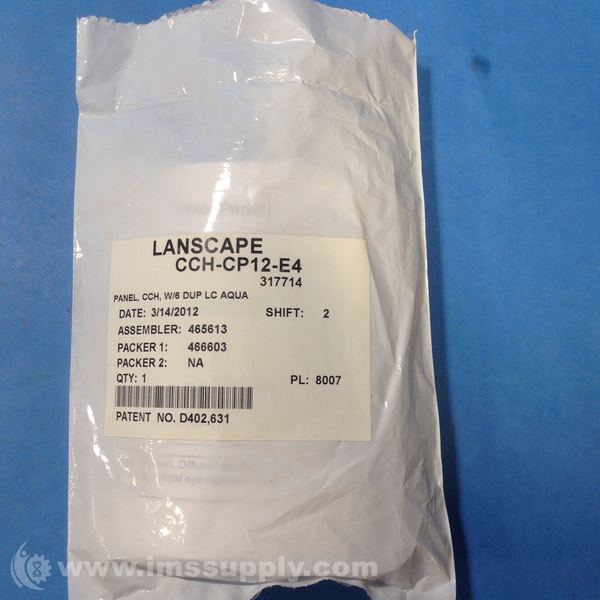 LANSCAPE
CCH-CP12-E4
317714
PANEL, CCH, W/6 DUP LC AQUA
DATE: 3/14/2012 SHIFT: 2
ASSEMBLER: 465613
PACKER 1: 466603
PACKER 2: NA
QTY: 1 PL: 8007
PATENT NO. D402,631
www.imssupply.com